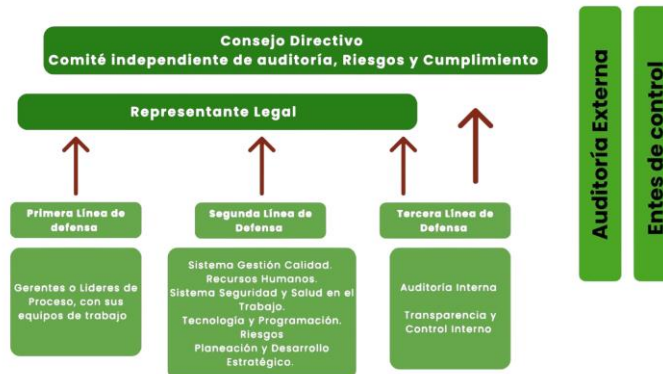 Consejo Directivo
Comité independiente de auditoría, Riesgos y Cumplimiento
Representante Legal
Primera Línea de
defensa
Gerentes o Lideres de
Proceso, con sus
equipos de trabajo
Segunda Línea de
Defensa
Sistema Gestión Calidad.
Recursos Humanos.
Sistema Seguridad y Salud en el
Trabajo.
Tecnología y Programación.
Riesgos
Planeación y Desarrollo
Estratégico.
Tercera Línea de
Defensa
Auditoría Interna
Transparencia y
Control Interno
Auditoría Externa
Entes de control